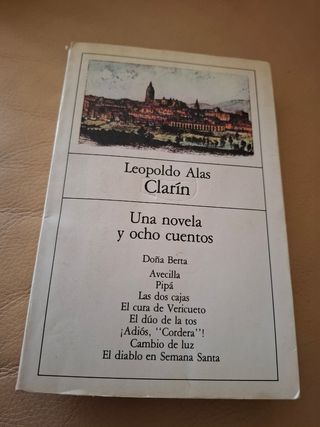 Leopoldo Alas
Clarín
Una novela
y ocho cuentos
Doña Berta
Avecilla
Pipá
Las dos cajas
El cura de Vericueto
El dúo de la tos
¡Adiós, "Cordera"!
Cambio de luz
El diablo en Semana Santa